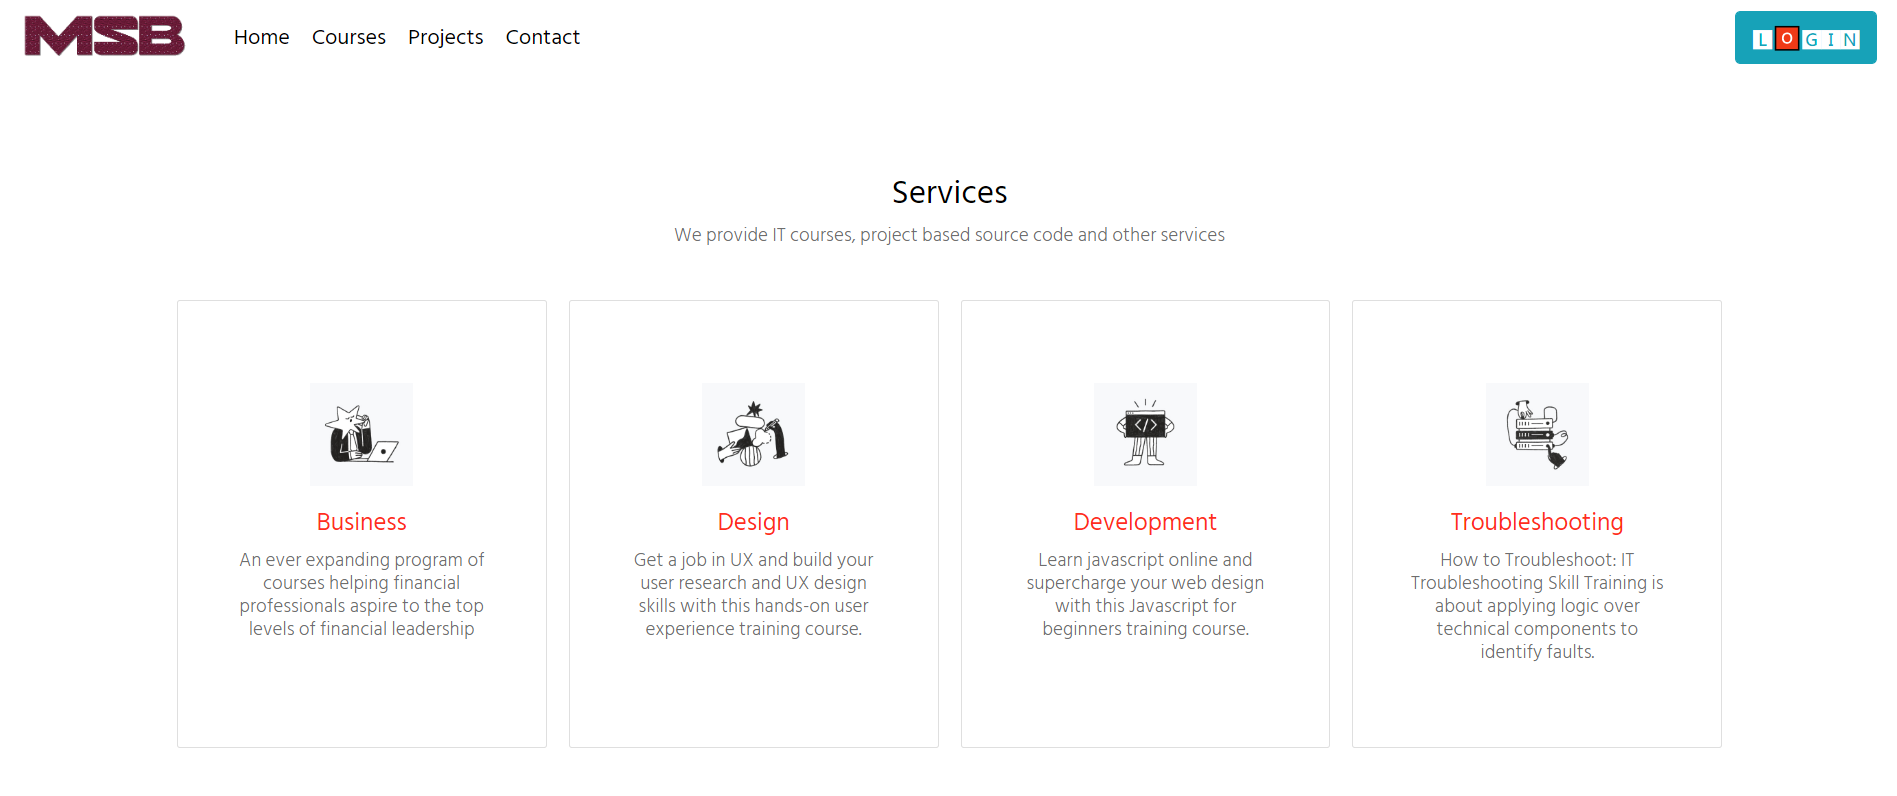 MSB
Home Courses Projects Contact
LOGIN
Services
We provide IT courses, project based source code and other services
Business
An ever expanding program of
courses helping financial
professionals aspire to the top
levels of financial leadership
Design
Get a job in UX and build your
user research and UX design
skills with this hands-on user
experience training course.
</>
Development
Learn javascript online and
supercharge your web design
with this Javascript for
beginners training course.
Troubleshooting
How to Troubleshoot: IT
Troubleshooting Skill Training is
about applying logic over
technical components to
identify faults.